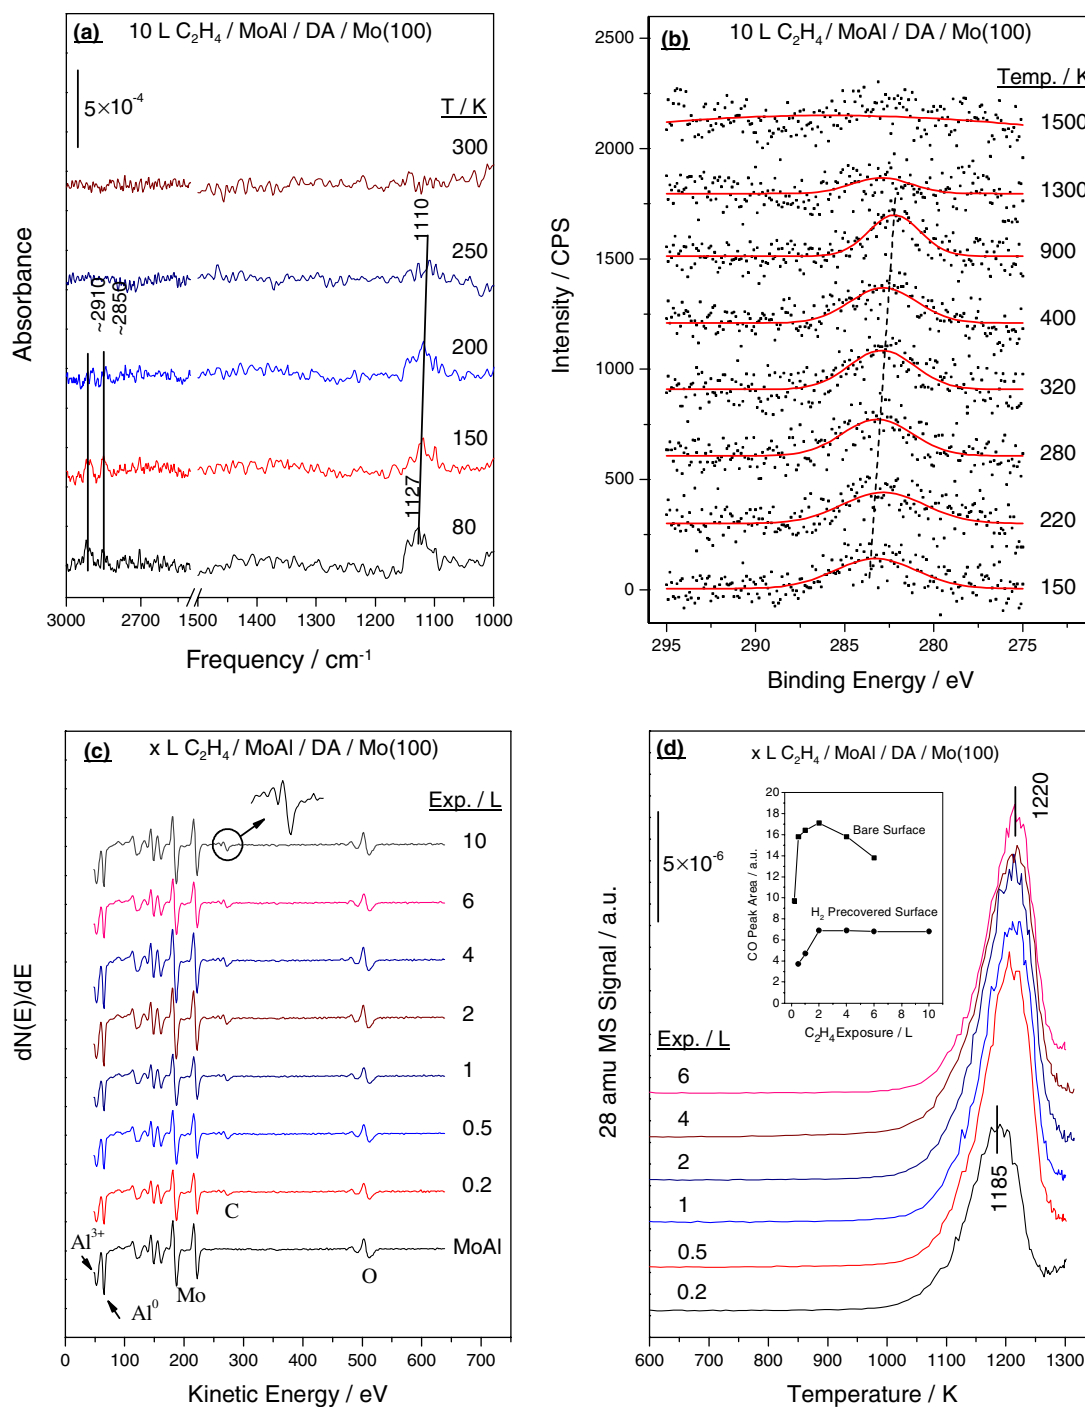 (a) 10 L C₂H₄ / MoAl / DA / Mo(100)
5×10⁻⁴
T / K
300
1110
250
~2910
~2850
200
150
1127
80
Absorbance
3000 2700 1500 1400 1300 1200 1100 1000
Frequency / cm⁻¹
(b) 10 L C₂H₄ / MoAl / DA / Mo(100)
Temp. / K
2500
2000
1500
1000
500
0
Intensity / CPS
1500
1300
900
400
320
280
220
150
295 290 285 280 275
Binding Energy / eV
(c) x L C₂H₄ / MoAl / DA / Mo(100)
Exp. / L
10
6
4
2
1
0.5
0.2
MoAl
C
Al³⁺
Al⁰
Mo
O
dN(E)/dE
0 100 200 300 400 500 600 700
Kinetic Energy / eV
(d) x L C₂H₄ / MoAl / DA / Mo(100)
5×10⁻⁶
1220
20
18
16
14
12
10
8
6
4
2
0
CO Peak Area / a.u.
Bare Surface
H₂ Precovered Surface
0 2 4 6 8 10
C₂H₄ Exposure / L
Exp. / L
6
4
2
1
0.5
0.2
1185
28 amu MS Signal / a.u.
600 700 800 900 1000 1100 1200 1300
Temperature / K